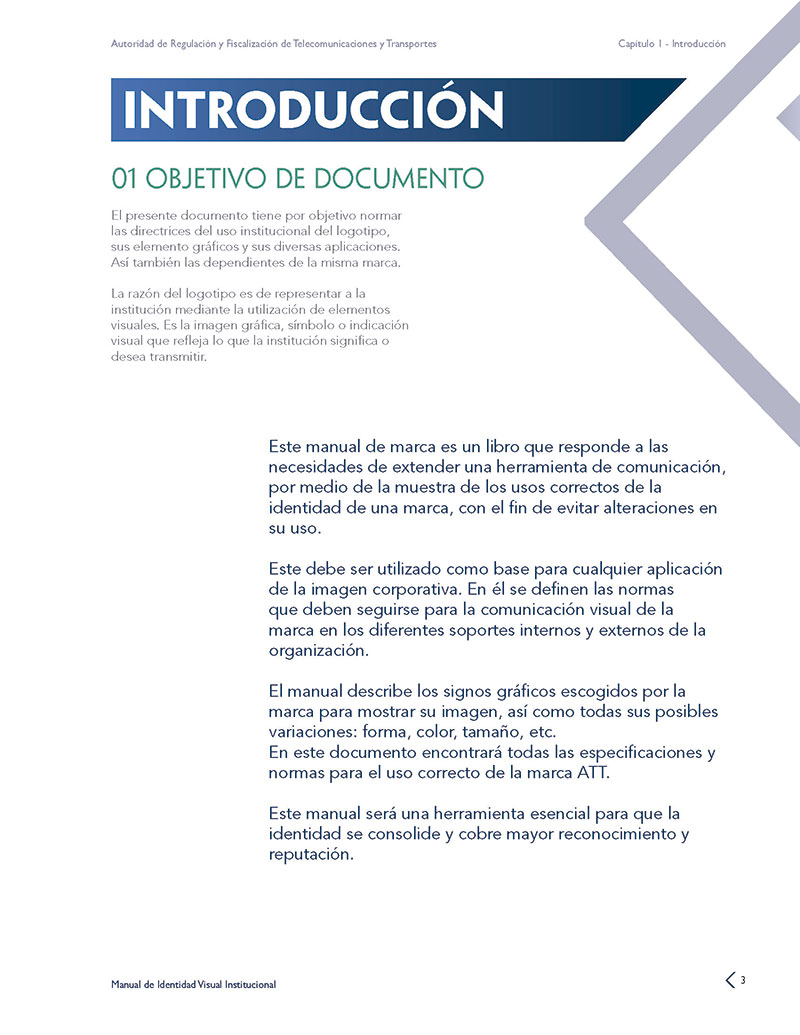 Autoridad de Regulación y Fiscalización de Telecomunicaciones y Transportes
Capítulo 1 - Introducción
INTRODUCCIÓN
01 OBJETIVO DE DOCUMENTO
El presente documento tiene por objetivo normar
las directrices del uso institucional del logotipo,
sus elemento gráficos y sus diversas aplicaciones.
Así también las dependientes de la misma marca.
La razón del logotipo es de representar a la
institución mediante la utilización de elementos
visuales. Es la imagen gráfica, símbolo o indicación
visual que refleja lo que la institución significa o
desea transmitir.
Este manual de marca es un libro que responde a las
necesidades de extender una herramienta de comunicación,
por medio de la muestra de los usos correctos de la
identidad de una marca, con el fin de evitar alteraciones en
su uso.
Este debe ser utilizado como base para cualquier aplicación
de la imagen corporativa. En él se definen las normas
que deben seguirse para la comunicación visual de la
marca en los diferentes soportes internos y externos de la
organización.
El manual describe los signos gráficos escogidos por la
marca para mostrar su imagen, así como todas sus posibles
variaciones: forma, color, tamaño, etc.
En este documento encontrará todas las especificaciones y
normas para el uso correcto de la marca ATT.
Este manual será una herramienta esencial para que la
identidad se consolide y cobre mayor reconocimiento y
reputación.
Manual de Identidad Visual Institucional
3